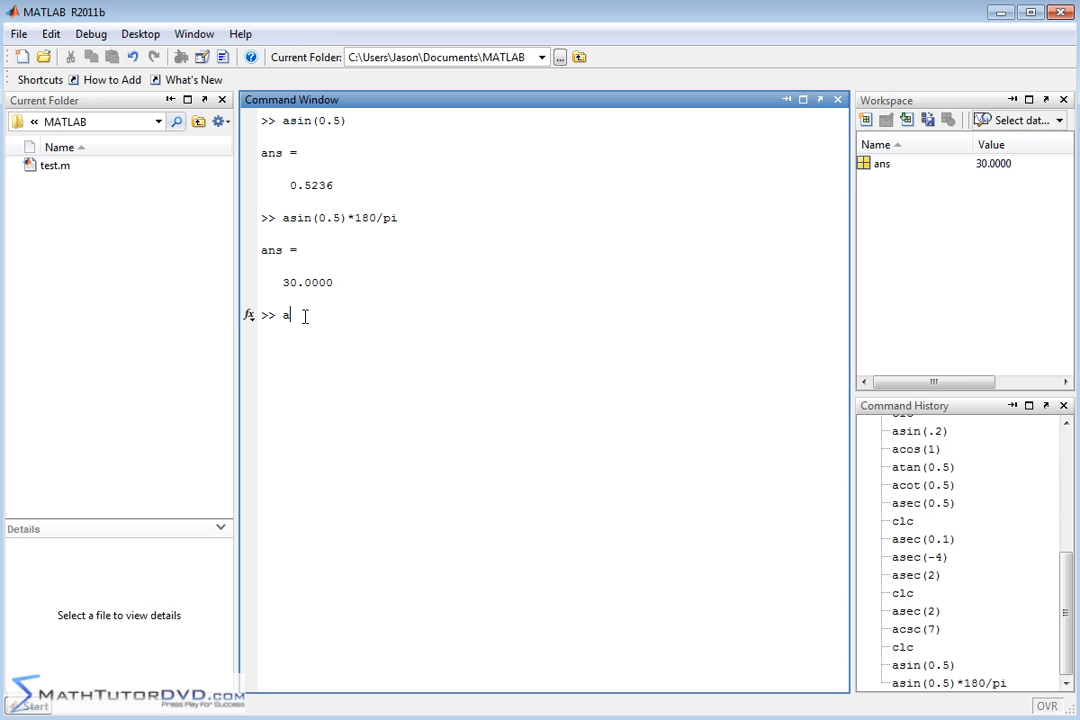 MATLAB R2011b
File Edit Debug Desktop Window Help
Current Folder: C:\Users\Jason\Documents\MATLAB ...
Shortcuts How to Add What's New
Current Folder
« MATLAB
Name
test.m
Details
Select a file to view details
MathTutorDVD.com
Press Play For Success
Start
Command Window
>> asin(0.5)
ans =
0.5236
>> asin(0.5)*180/pi
ans =
30.0000
fx >> a
Workspace
Select dat...
Name Value
ans 30.0000
Command History
clc
asin(.2)
acos(1)
atan(0.5)
acot(0.5)
asec(0.5)
clc
asec(0.1)
asec(-4)
asec(2)
clc
asec(2)
acsc(7)
clc
asin(0.5)
asin(0.5)*180/pi
OVR